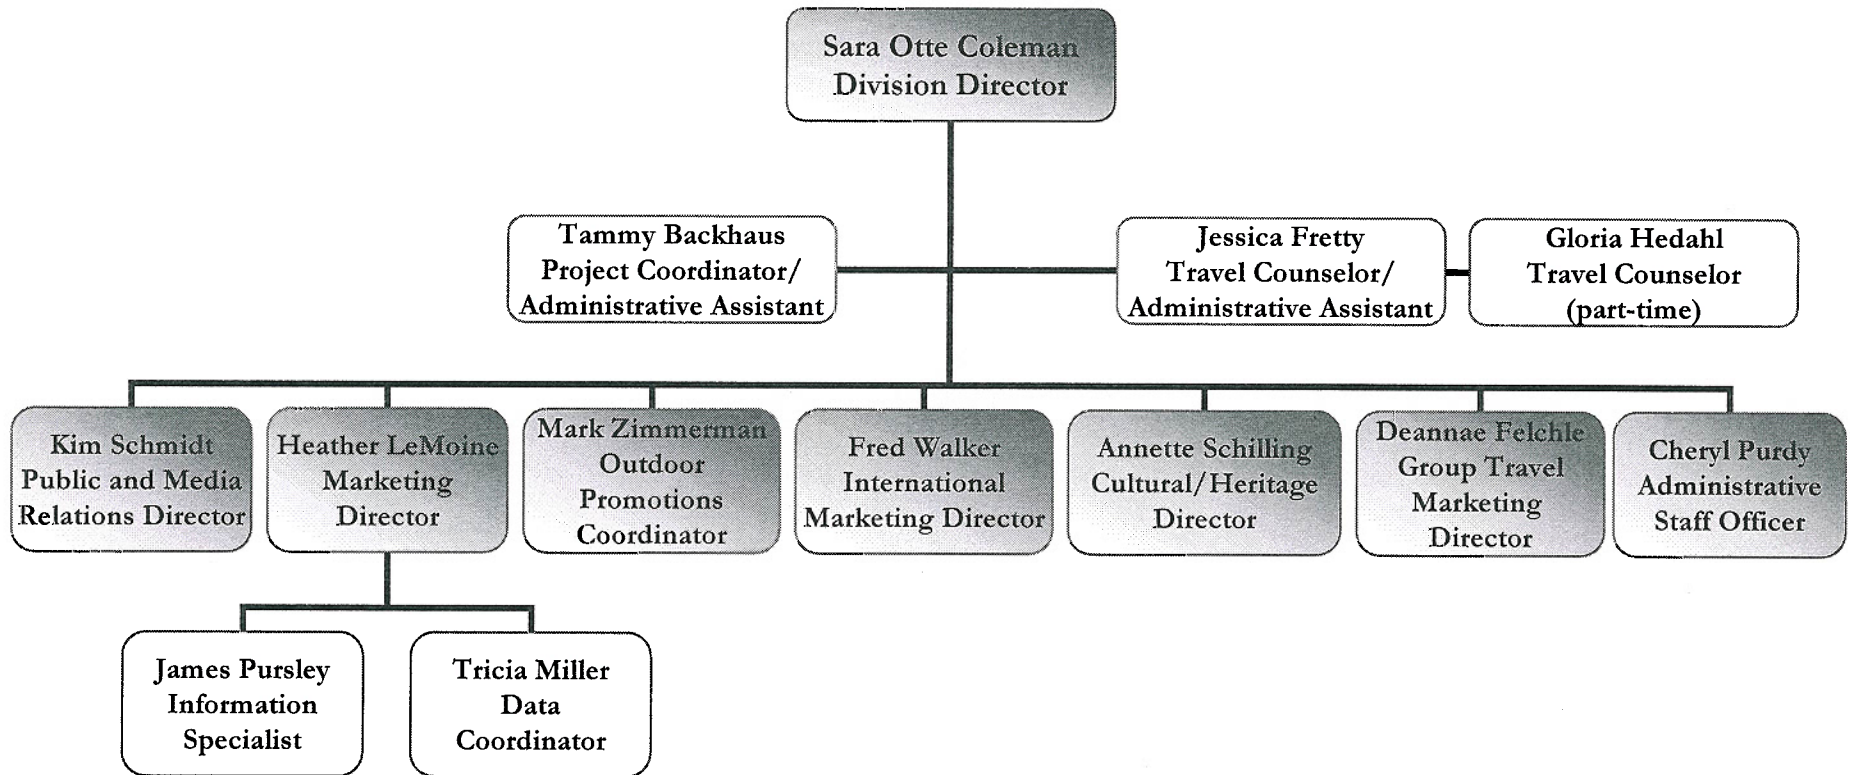 Sara Otte Coleman
Division Director
Tammy Backhaus
Project Coordinator/
Administrative Assistant
Jessica Fretty
Travel Counselor/
Administrative Assistant
Gloria Hedahl
Travel Counselor
(part-time)
Kim Schmidt
Public and Media
Relations Director
Heather LeMoine
Marketing
Director
Mark Zimmerman
Outdoor
Promotions
Coordinator
Fred Walker
International
Marketing Director
Annette Schilling
Cultural/Heritage
Director
Deannae Felchle
Group Travel
Marketing
Director
Cheryl Purdy
Administrative
Staff Officer
James Pursley
Information
Specialist
Tricia Miller
Data
Coordinator